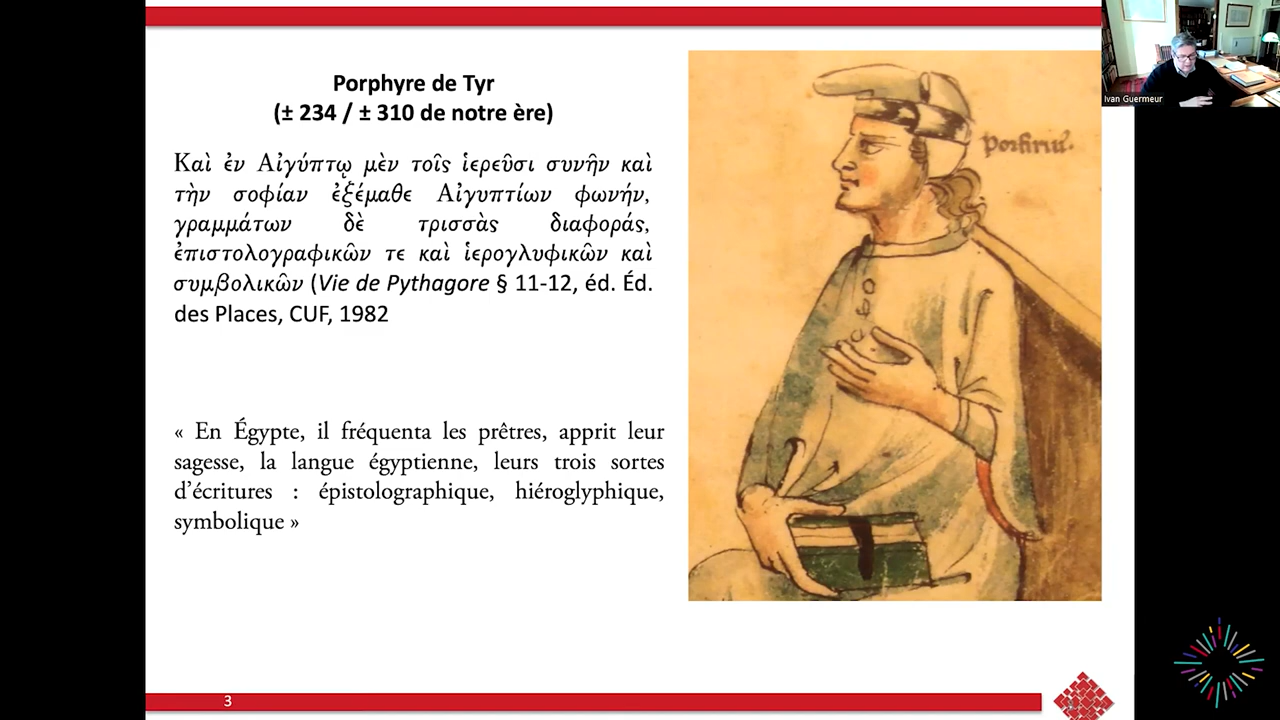 Porphyre de Tyr
(± 234 / ± 310 de notre ère)
Καὶ ἐν Αἰγύπτῳ μὲν τοῖς ἱερεῦσι συνῆν καὶ
τὴν σοφίαν ἐξέμαθε Αἰγυπτίων φωνήν,
γραμμάτων δὲ τρισσὰς διαφοράς,
ἐπιστολογραφικῶν τε καὶ ἱερογλυφικῶν καὶ
συμβολικῶν (Vie de Pythagore § 11-12, éd. Éd.
des Places, CUF, 1982
« En Égypte, il fréquenta les prêtres, apprit leur
sagesse, la langue égyptienne, leurs trois sortes
d’écritures : épistolographique, hiéroglyphique,
symbolique »
3
Ivan Guermeur